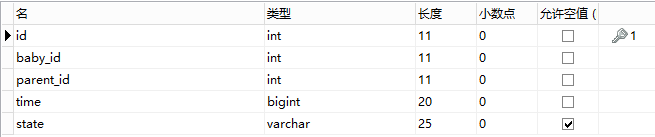 名 类型 长度 小数点 允许空值 (
id int 11 0 1
baby_id int 11 0
parent_id int 11 0
time bigint 20 0
state varchar 25 0